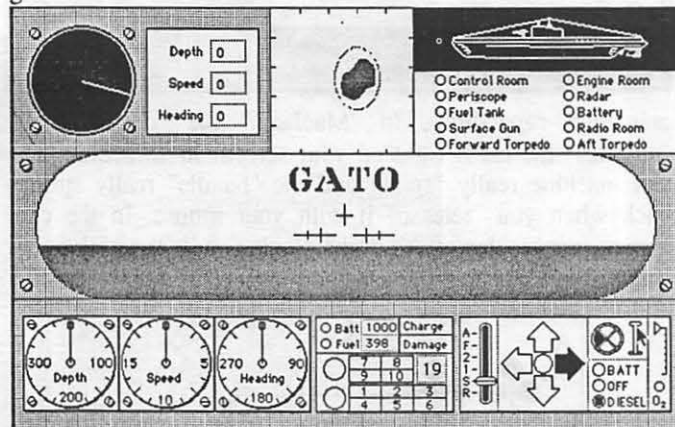 Depth 0
Speed 0
Heading 0
Control Room Engine Room
Periscope Radar
Fuel Tank Battery
Surface Gun Radio Room
Forward Torpedo Aft Torpedo
GATO
300 100
Depth
200
15 5
Speed
10
270 90
Heading
180
Batt 1000 Charge
Fuel 398 Damage
7 8
9 10
19
1 2 3
4 5 6
A
F
2
1
S
R
BATT
OFF
DIESEL
O2